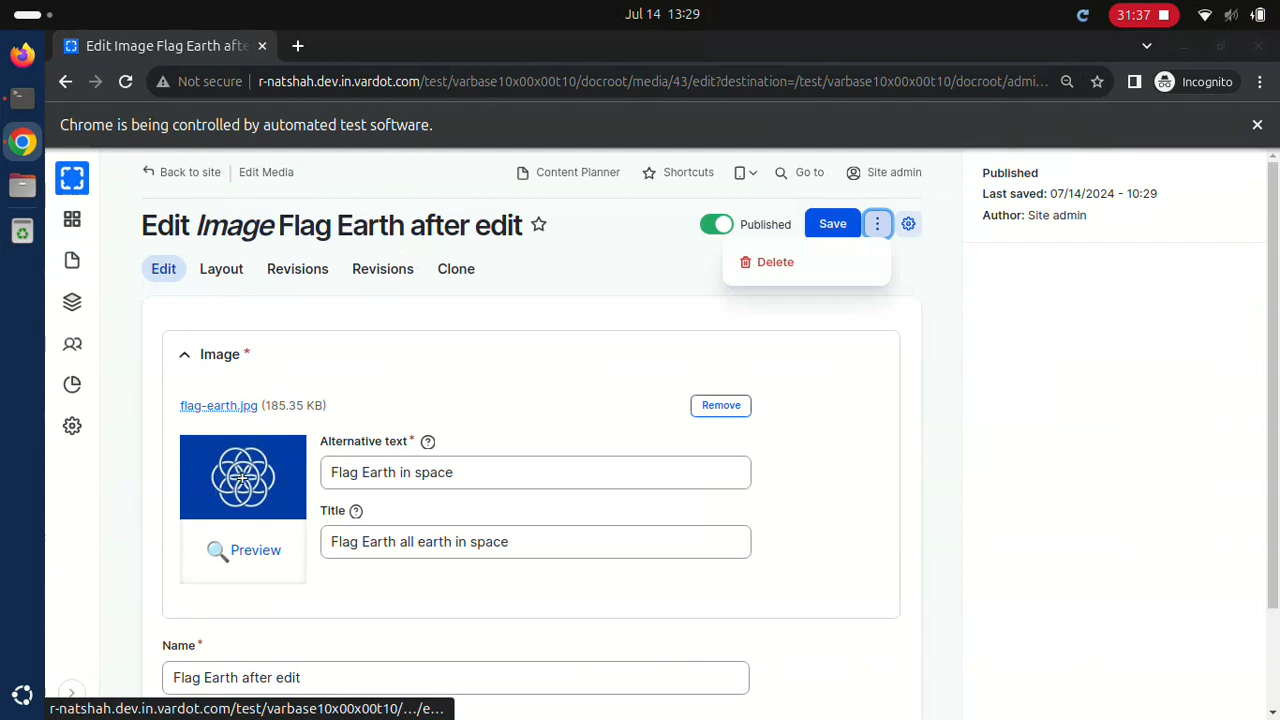 Jul 14 13:29
31:37
Edit Image Flag Earth afte
Not secure r-natshah.dev.in.vardot.com/test/varbase10x00x00t10/docroot/media/43/edit?destination=/test/varbase10x00x00t10/docroot/admi... Incognito
Chrome is being controlled by automated test software.
Back to site Edit Media Content Planner Shortcuts Go to Site admin
Edit Image Flag Earth after edit Published Save
Delete
Edit Layout Revisions Revisions Clone
Image *
flag-earth.jpg (185.35 KB) Remove
Alternative text *
Flag Earth in space
Title
Flag Earth all earth in space
Preview
Name *
Flag Earth after edit
Published
Last saved: 07/14/2024 - 10:29
Author: Site admin
r-natshah.dev.in.vardot.com/test/varbase10x00x00t10/.../e...